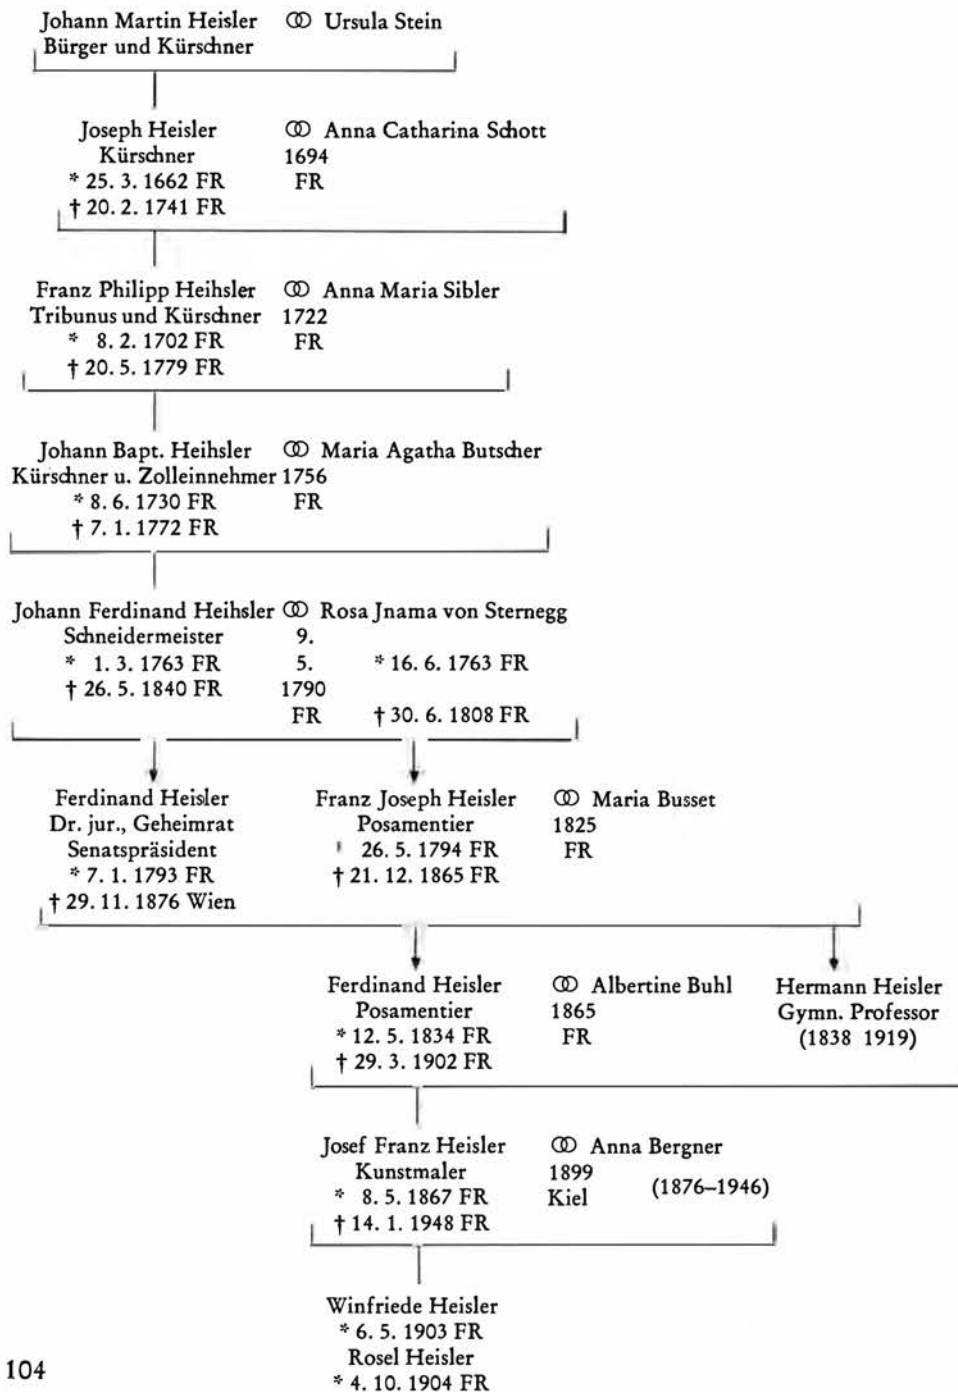 Johann Martin Heisler ⚭ Ursula Stein
Bürger und Kürschner
Joseph Heisler ⚭ Anna Catharina Schott
Kürschner 1694
* 25. 3. 1662 FR FR
† 20. 2. 1741 FR
Franz Philipp Heihsler ⚭ Anna Maria Sibler
Tribunus und Kürschner 1722
* 8. 2. 1702 FR FR
† 20. 5. 1779 FR
Johann Bapt. Heihsler ⚭ Maria Agatha Butscher
Kürschner u. Zolleinnehmer 1756
* 8. 6. 1730 FR FR
† 7. 1. 1772 FR
Johann Ferdinand Heihsler ⚭ Rosa Jnama von Sternegg
Schneidermeister 9.
* 1. 3. 1763 FR 5. * 16. 6. 1763 FR
† 26. 5. 1840 FR 1790
FR † 30. 6. 1808 FR
Ferdinand Heisler Franz Joseph Heisler ⚭ Maria Busset
Dr. jur., Geheimrat Posamentier 1825
Senatspräsident 26. 5. 1794 FR FR
* 7. 1. 1793 FR † 21. 12. 1865 FR
† 29. 11. 1876 Wien
Ferdinand Heisler ⚭ Albertine Buhl Hermann Heisler
Posamentier 1865 Gymn. Professor
* 12. 5. 1834 FR FR (1838 1919)
† 29. 3. 1902 FR
Josef Franz Heisler ⚭ Anna Bergner
Kunstmaler 1899
* 8. 5. 1867 FR Kiel (1876–1946)
† 14. 1. 1948 FR
Winfriede Heisler
* 6. 5. 1903 FR
Rosel Heisler
* 4. 10. 1904 FR
104